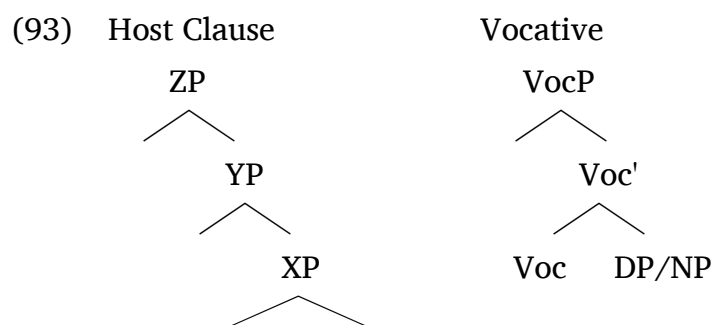 (93) Host Clause Vocative
ZP VocP
YP Voc'
XP Voc DP/NP